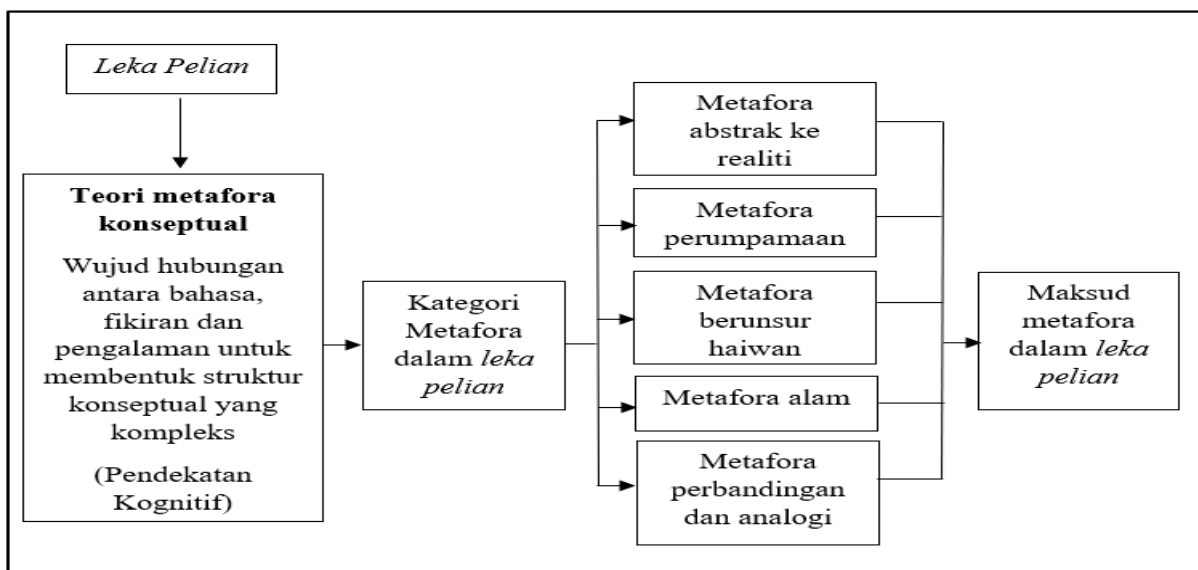 Leka Pelian
Teori metafora
konseptual
Wujud hubungan
antara bahasa,
fikiran dan
pengalaman untuk
membentuk struktur
konseptual yang
kompleks
(Pendekatan
Kognitif)
Kategori
Metafora
dalam leka
pelian
Metafora
abstrak ke
realiti
Metafora
perumpamaan
Metafora
berunsur
haiwan
Metafora alam
Metafora
perbandingan
dan analogi
Maksud
metafora
dalam leka
pelian